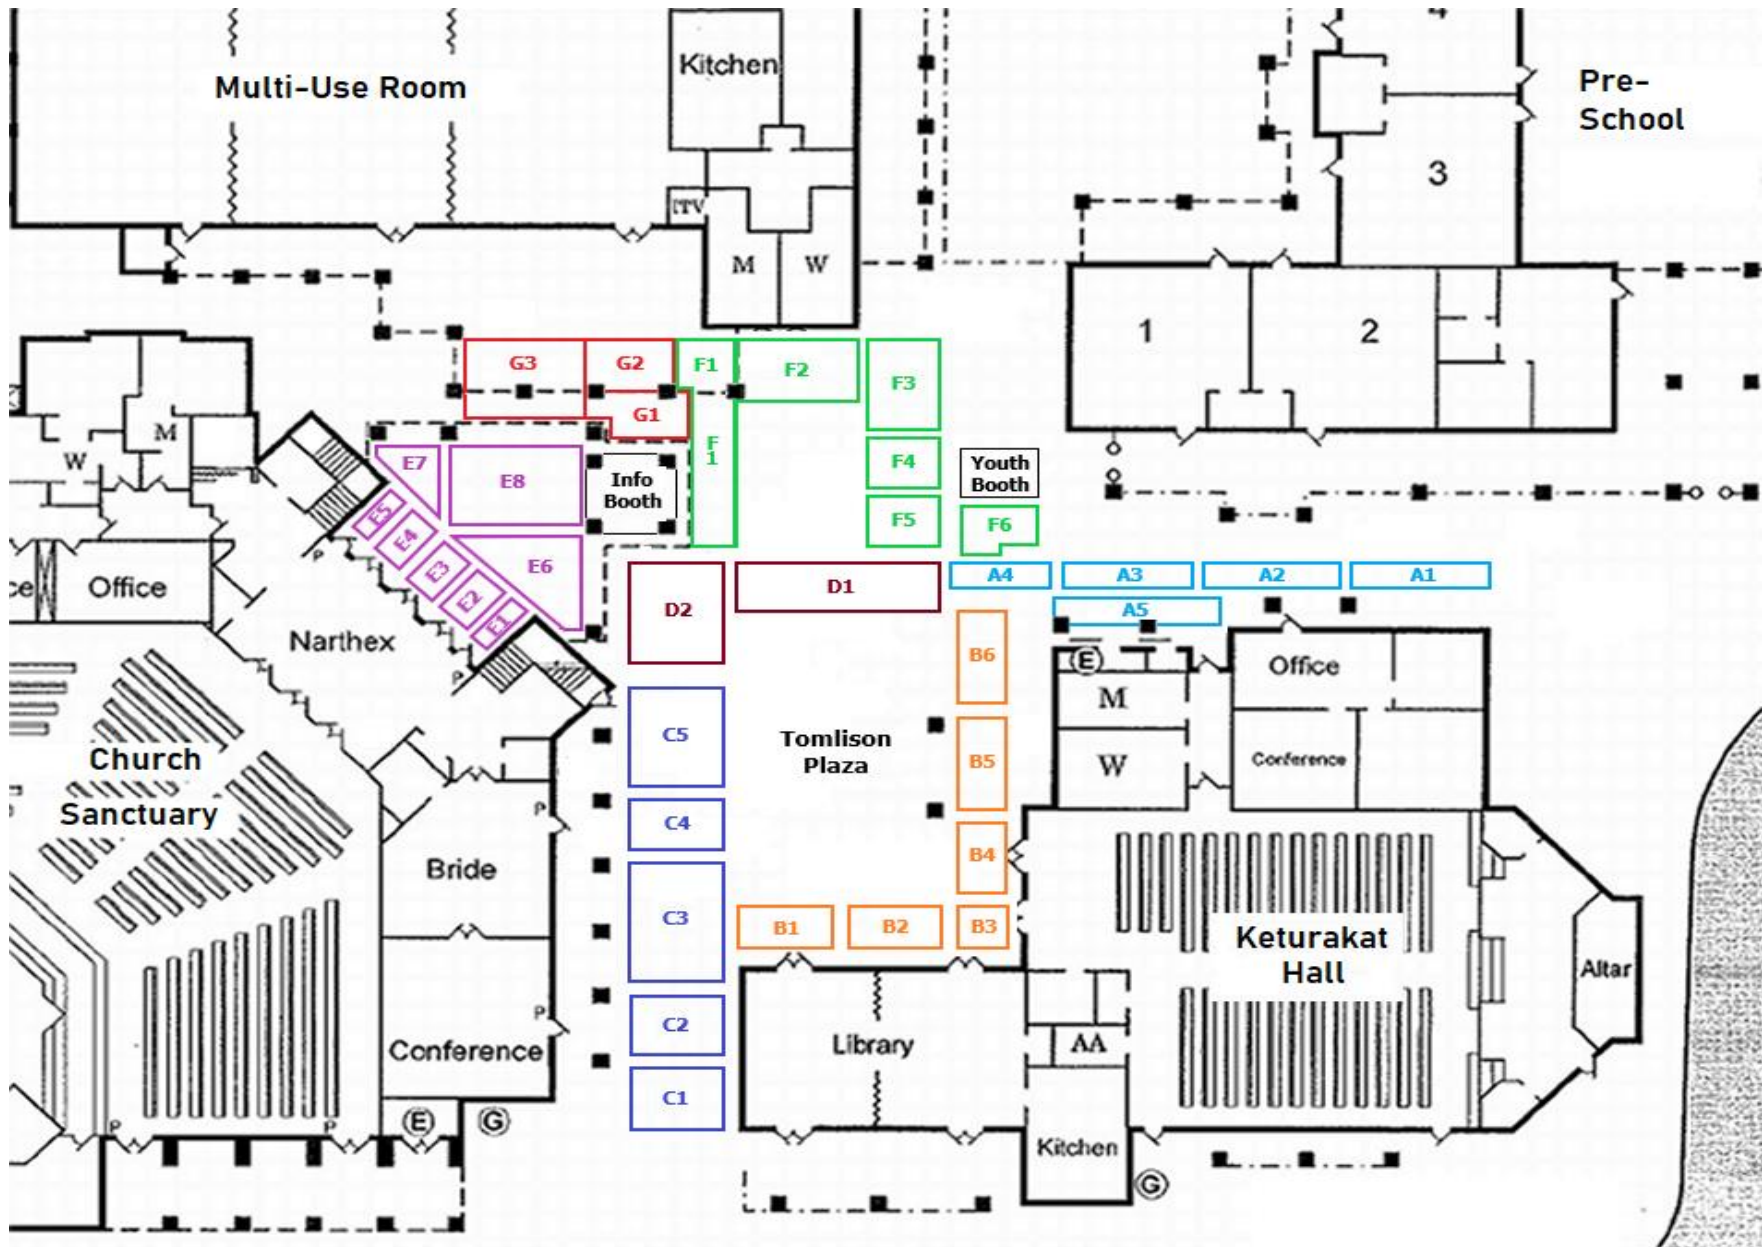 4
Kitchen
Multi-Use Room
Pre-
School
3
ITV
M
W
1
2
G3
G2
F1
F2
F3
G1
M
W
F
1
E7
E8
F4
Youth
Booth
Info
Booth
E5
E4
F5
F6
E3
E6
ce
Office
E2
E1
D2
D1
A4
A3
A2
A1
A5
Narthex
P
B6
E
Office
M
P
C5
Tomlison
Plaza
B5
W
Conference
Church
Sanctuary
P
C4
B4
Bride
C3
B1
B2
B3
Keturakat
Hall
Altar
P
C2
Library
AA
Conference
C1
P
P
E
G
Kitchen
G